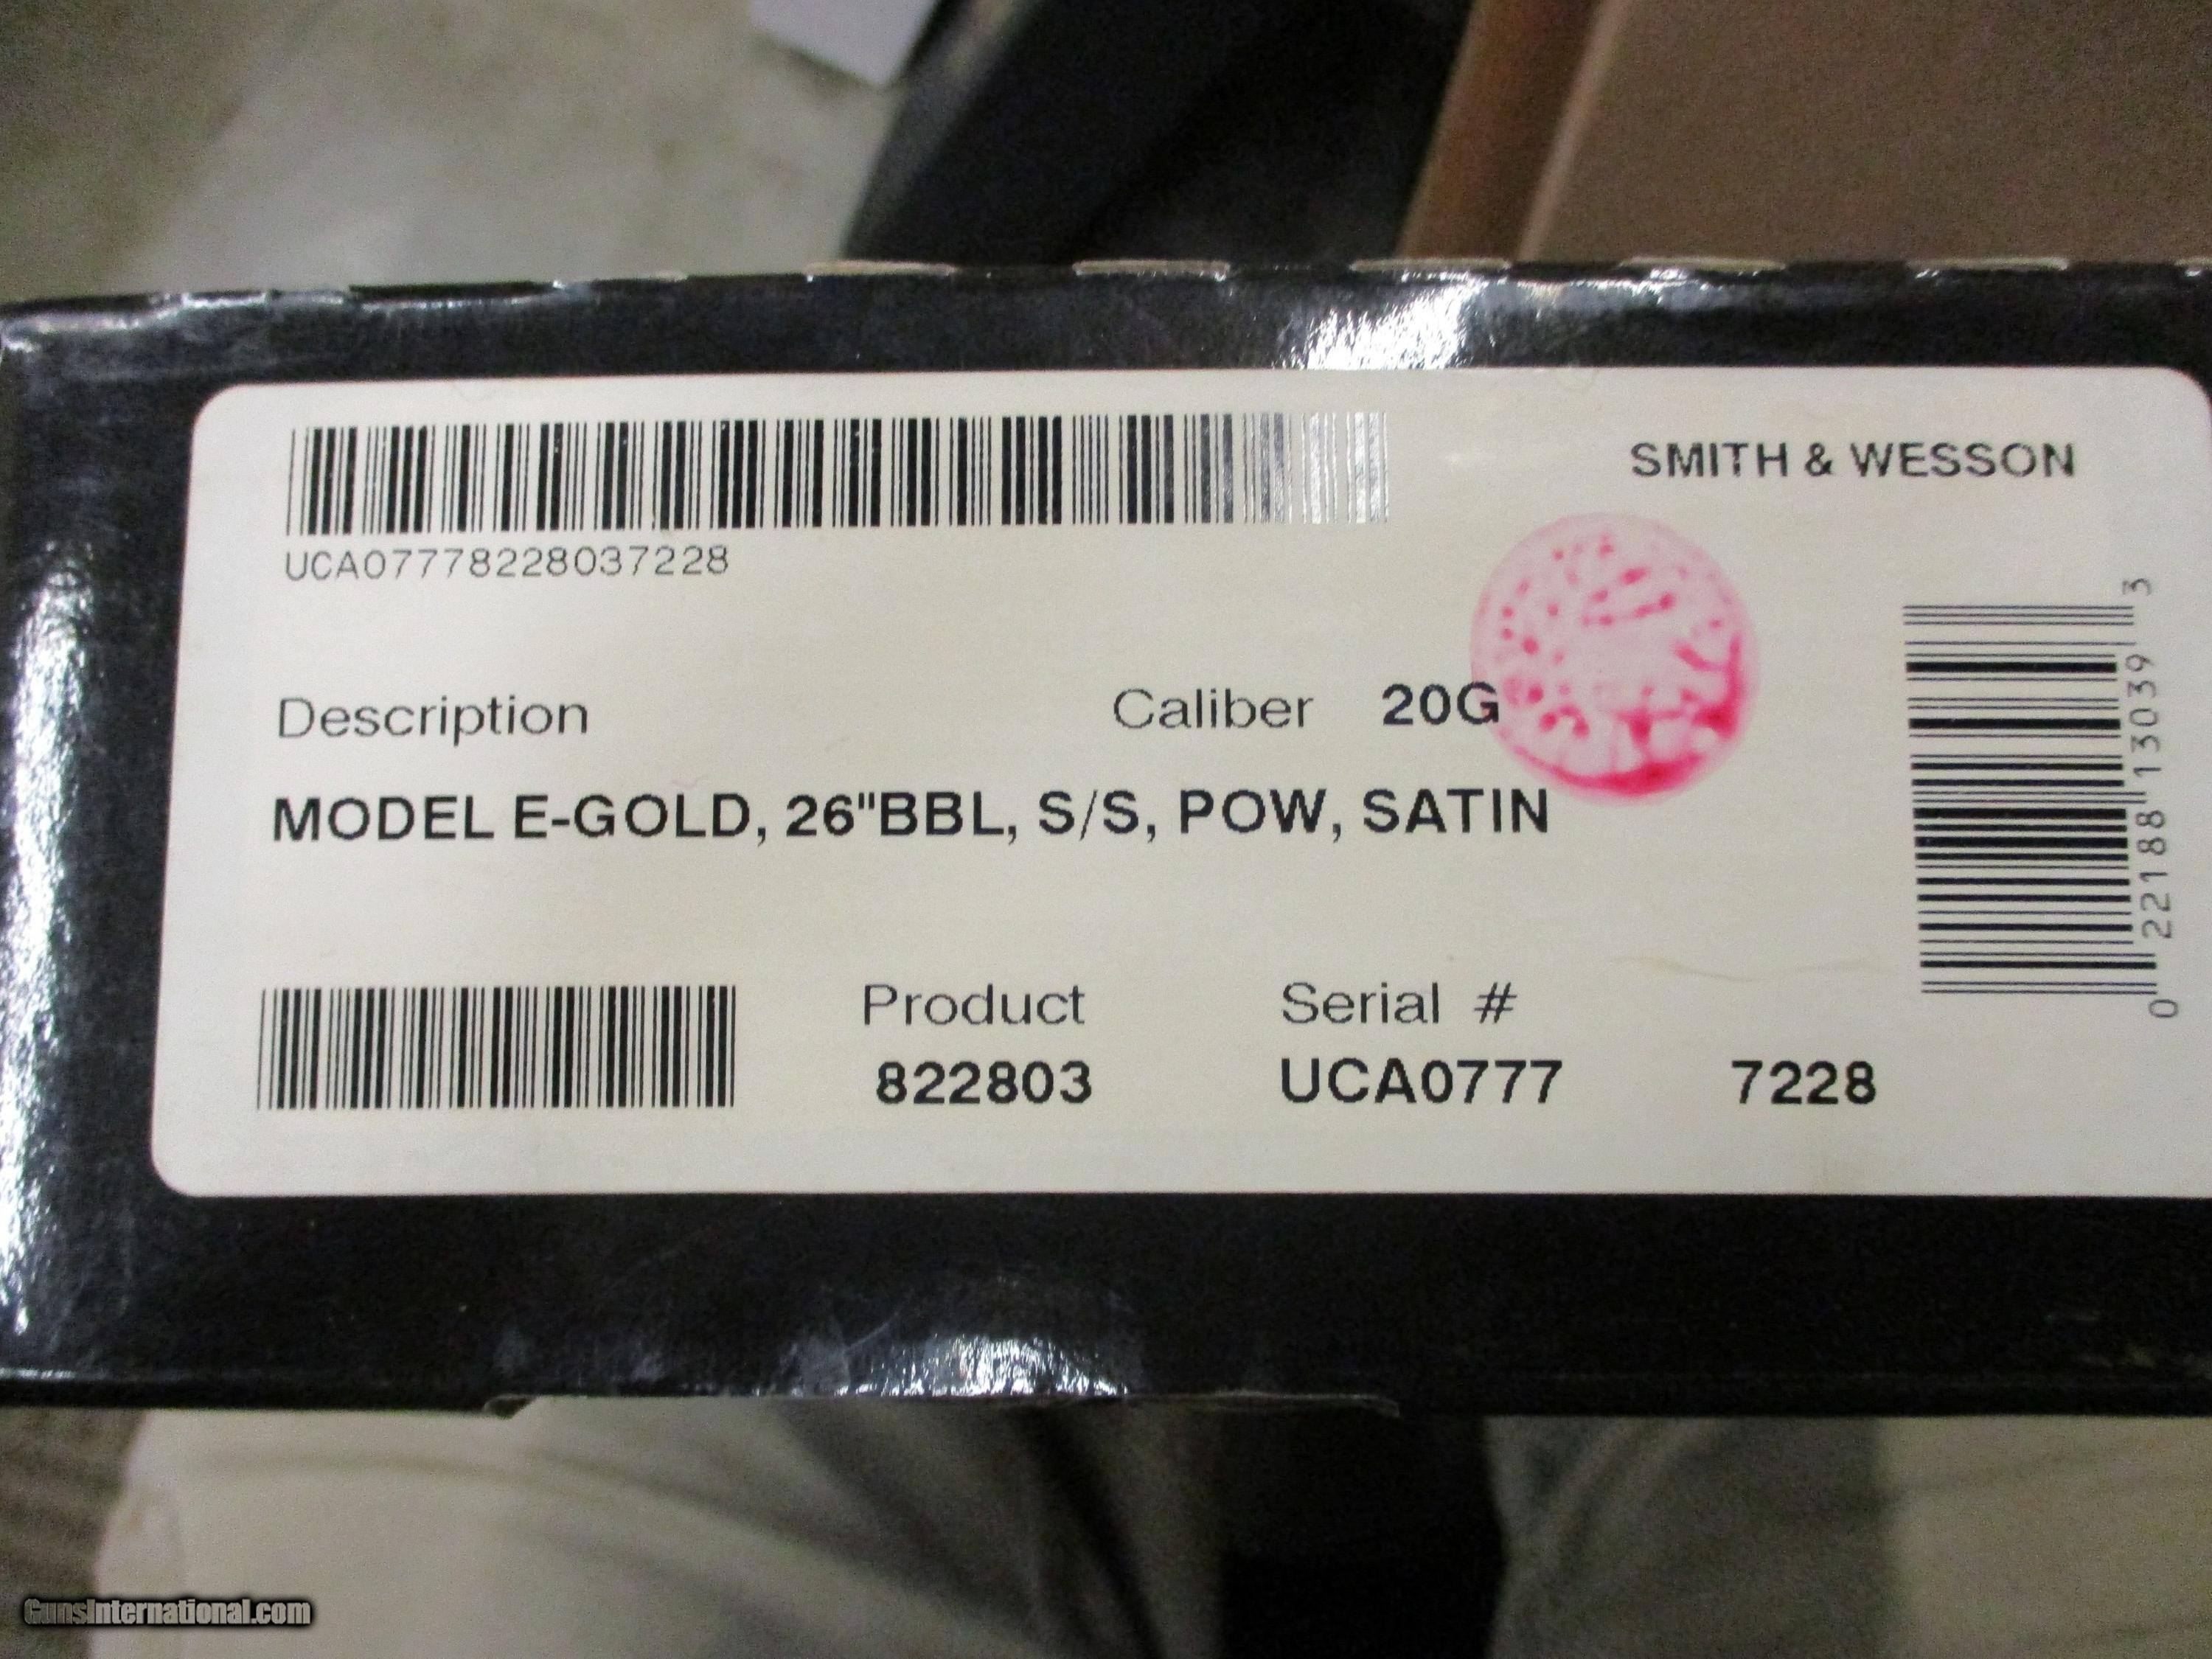 SMITH & WESSON
UCA07778228037228
Description
Caliber 20G
MODEL E-GOLD, 26"BBL, S/S, POW, SATIN
Product
Serial #
822803
UCA0777 7228
0 22188 13039 3
GunsInternational.com